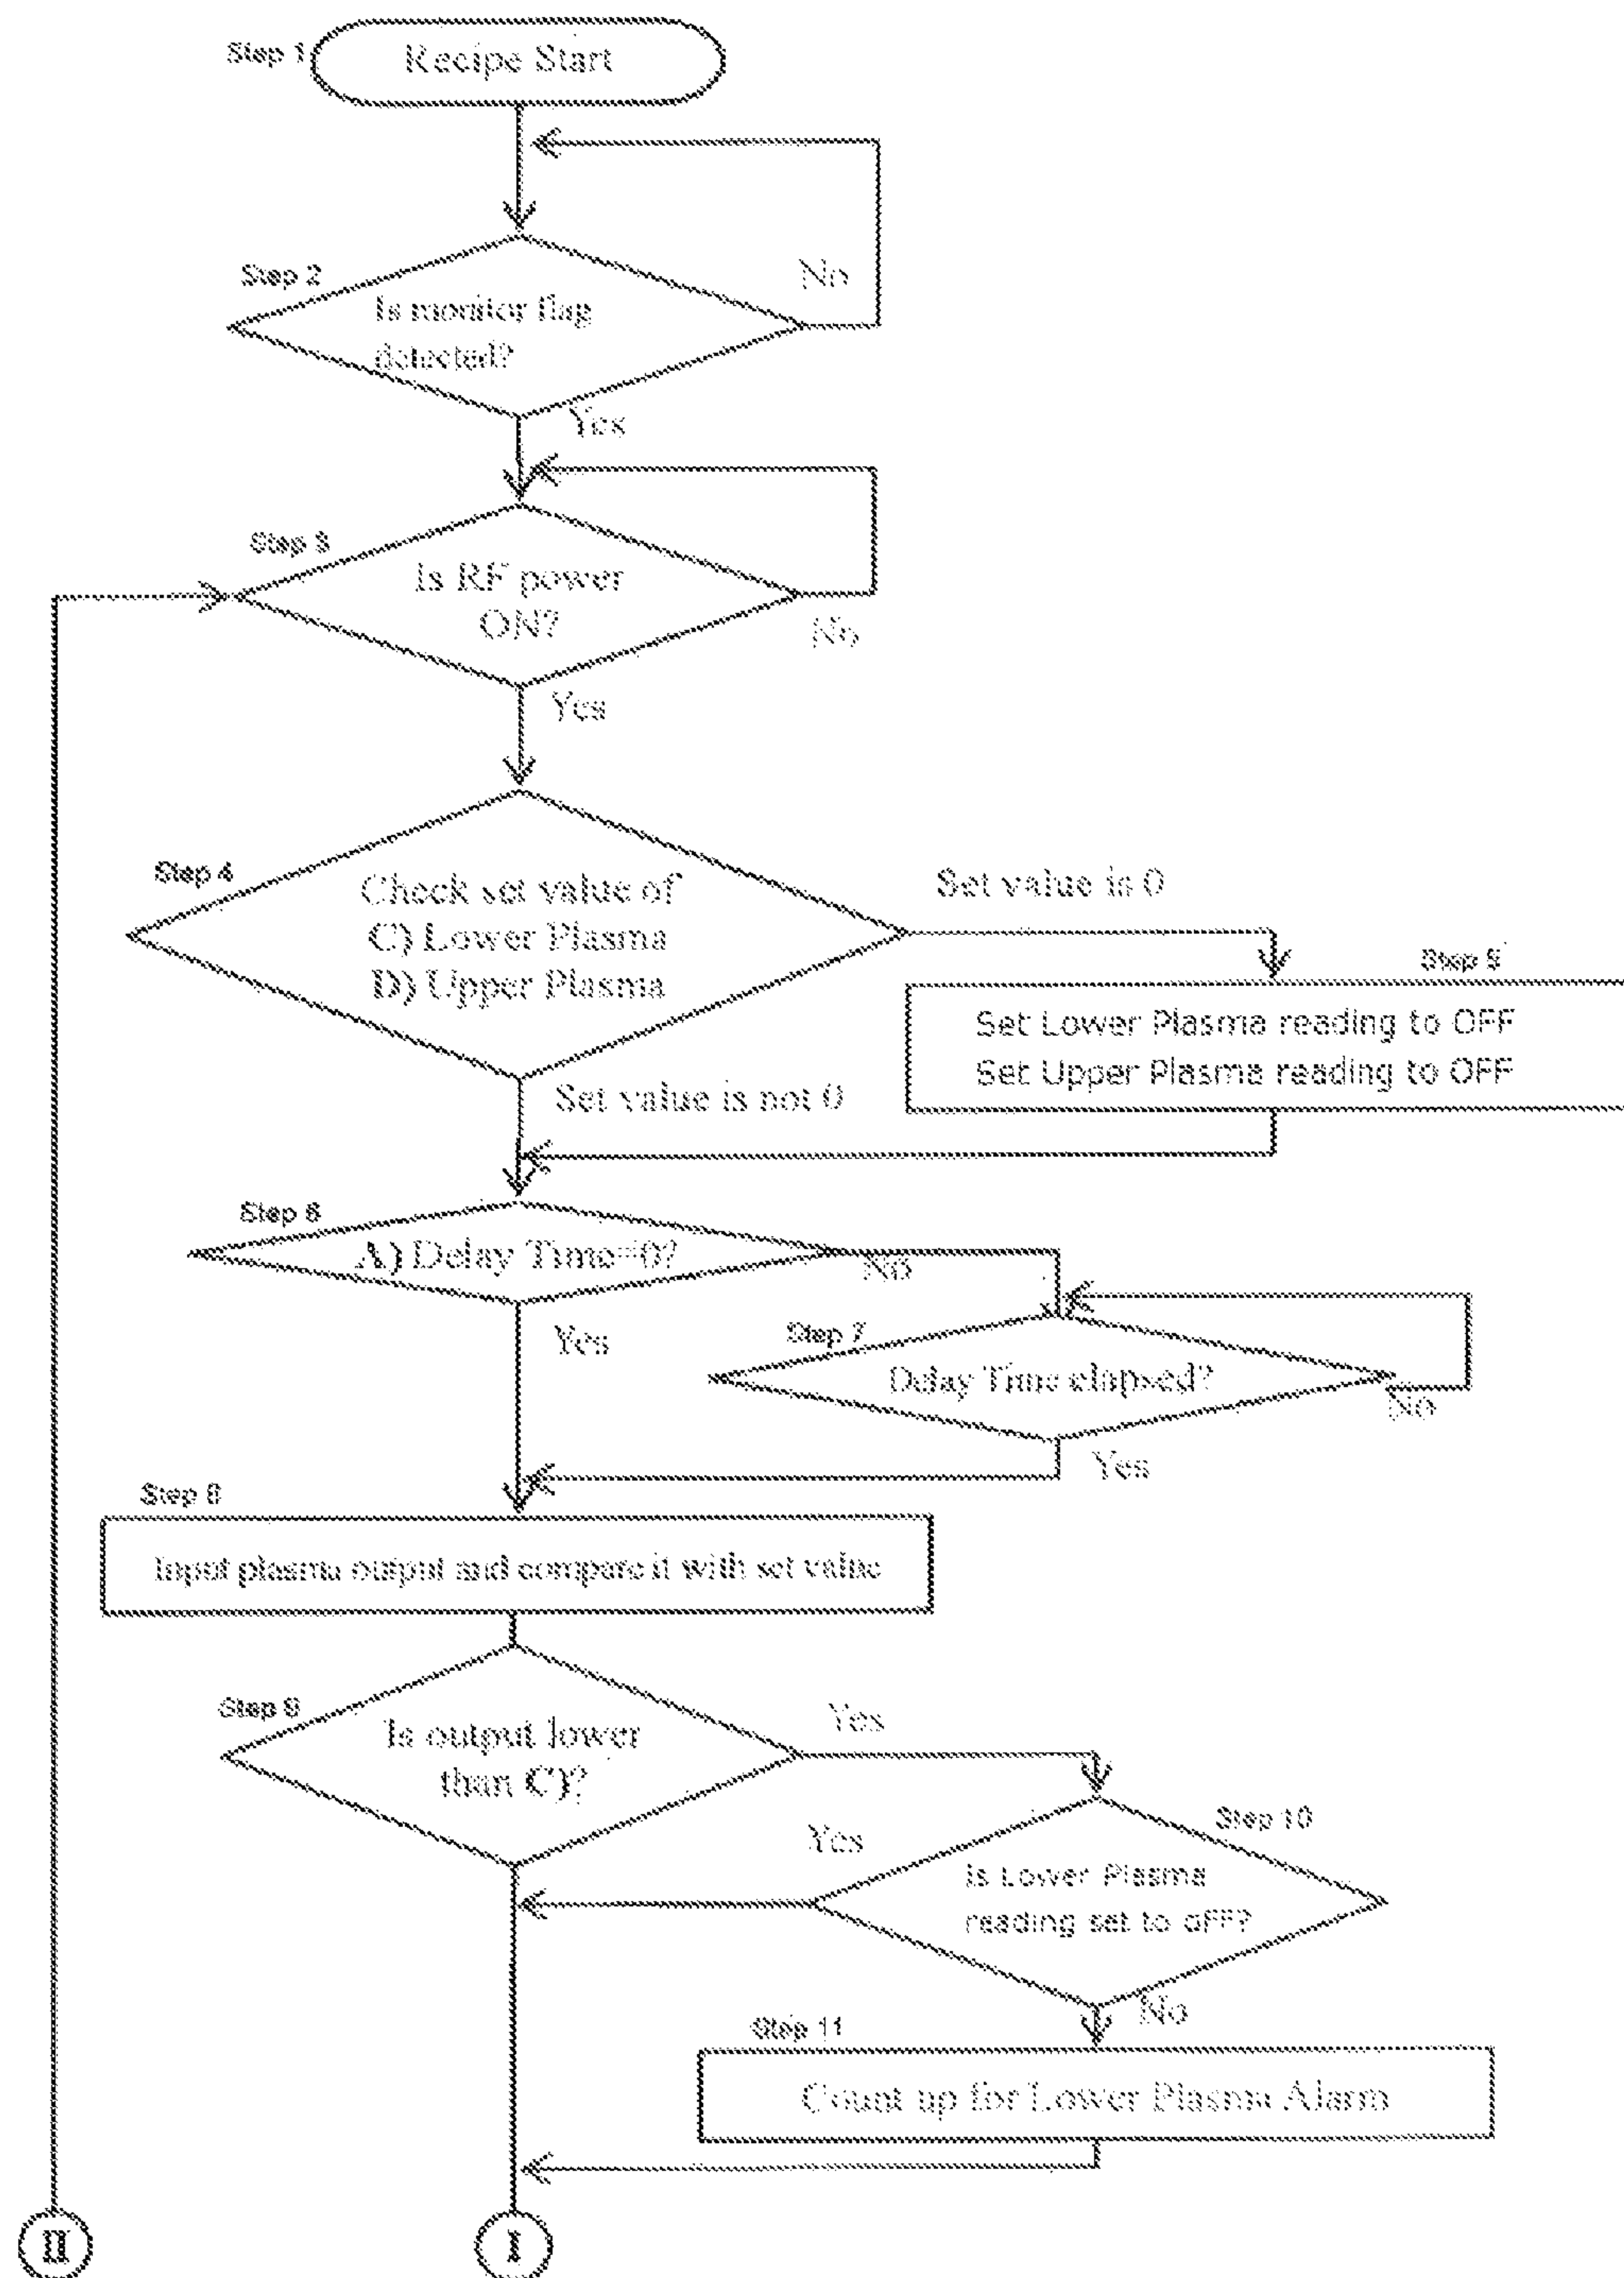 Step 1
Recipe Start
Step 2
No
Is monitor flag
detected?
Yes
Step 3
Is RF power
ON?
No
Yes
Step 4
Check set value of
C) Lower Plasma
D) Upper Plasma
Set value is 0
Step 5
Set Lower Plasma reading to OFF
Set Upper Plasma reading to OFF
Set value is not 0
Step 6
A) Delay Time=0?
No
Yes
Step 7
Delay Time elapsed?
No
Yes
Step 8
Input plasma output and compare it with set value
Step 9
Is output lower
than C)?
Yes
Step 10
Yes
Is Lower Plasma
reading set to oFF?
No
Step 11
Count up for Lower Plasma Alarm
II
I